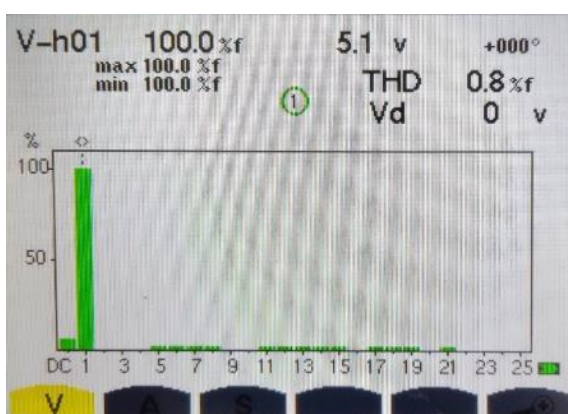 V-h01 100.0 %f 5.1 v +000°
max 100.0 %f
min 100.0 %f
THD 0.8 %f
1
Vd 0 v
%
100
50
DC 1 3 5 7 9 11 13 15 17 19 21 23 25
V A S